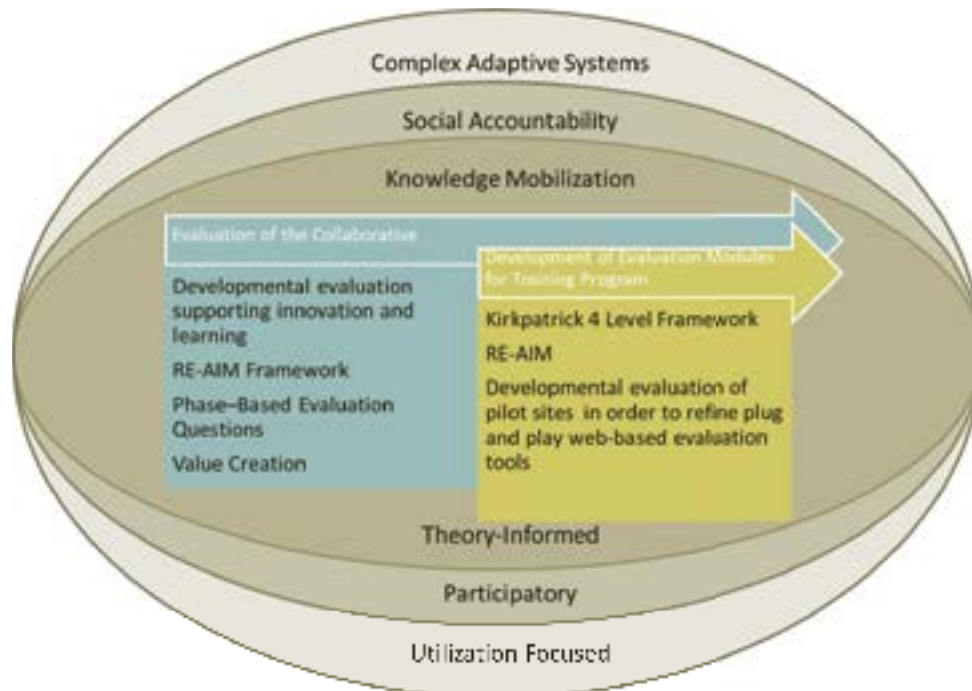 Complex Adaptive Systems
Social Accountability
Knowledge Mobilization
Evaluation of the Collaborative
Developmental evaluation
supporting innovation and
learning
RE-AIM Framework
Phase–Based Evaluation
Questions
Value Creation
Development of Evaluation Modules
for Training Program
Kirkpatrick 4 Level Framework
RE-AIM
Developmental evaluation of
pilot sites in order to refine plug
and play web-based evaluation
tools
Theory-Informed
Participatory
Utilization Focused